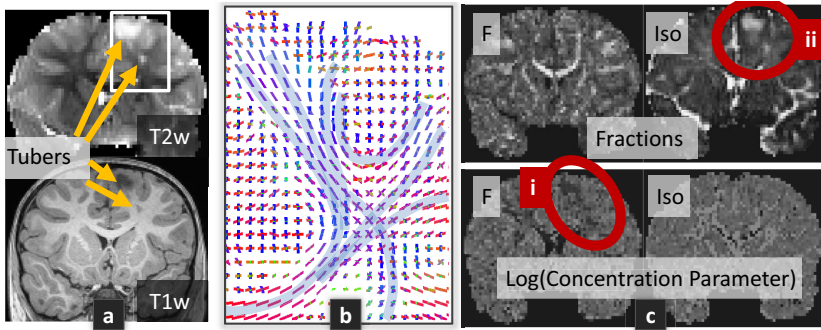 T2w
Tubers
T1w
a
b
F
Iso
ii
Fractions
i
F
Iso
Log(Concentration Parameter)
c